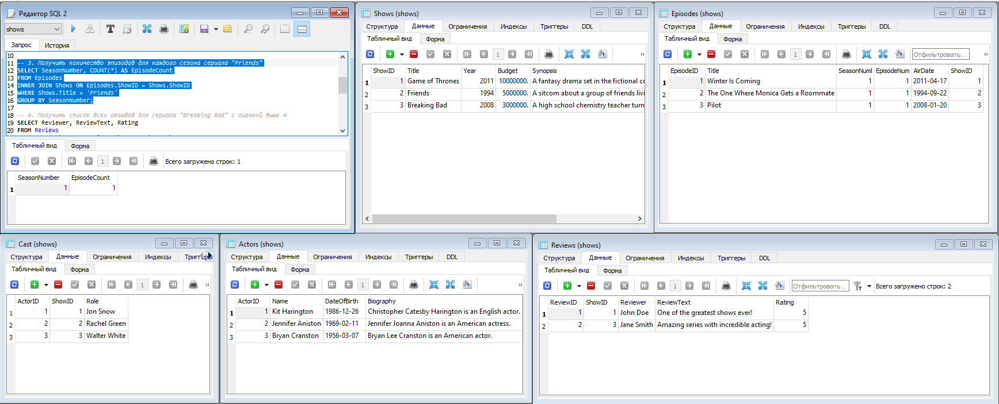 Редактор SQL 2
shows
Запрос История
10
11 -- 3. Получить количество эпизодов для каждого сезона сериала "Friends"
12 SELECT SeasonNumber, COUNT(*) AS EpisodeCount
13 FROM Episodes
14 INNER JOIN Shows ON Episodes.ShowID = Shows.ShowID
15 WHERE Shows.Title = 'Friends'
16 GROUP BY SeasonNumber;
17
18 -- 4. Получить список всех отзывов для сериала "Breaking Bad" с оценкой выше 4
19 SELECT Reviewer, ReviewText, Rating
20 FROM Reviews
Табличный вид Форма
1 Всего загружено строк: 1
SeasonNumber EpisodeCount
1 1 1
Shows (shows)
Структура Данные Ограничения Индексы Триггеры DDL
Табличный вид Форма
1 »
ShowID Title Year Budget Synopsis
1 1 Game of Thrones 2011 10000000. A fantasy drama set in the fictional co
2 2 Friends 1994 5000000. A sitcom about a group of friends livi
3 3 Breaking Bad 2008 3000000. A high school chemistry teacher turn
Episodes (shows)
Структура Данные Ограничения Индексы Триггеры DDL
Табличный вид Форма
1 Отфильтровать... »
EpisodeID Title SeasonNuml EpisodeNum AirDate ShowID
1 1 Winter Is Coming 1 1 2011-04-17 1
2 2 The One Where Monica Gets a Roommate 1 1 1994-09-22 2
3 3 Pilot 1 1 2008-01-20 3
Cast (shows)
Структура Данные Ограничения Индексы Триггеры
Табличный вид Форма
1 »
ActorID ShowID Role
1 1 1 Jon Snow
2 2 2 Rachel Green
3 3 3 Walter White
Actors (shows)
Структура Данные Ограничения Индексы Триггеры DDL
Табличный вид Форма
1 »
ActorID Name DateOfBirth Biography
1 1 Kit Harington 1986-12-26 Christopher Catesby Harington is an English actor.
2 2 Jennifer Aniston 1969-02-11 Jennifer Joanna Aniston is an American actress.
3 3 Bryan Cranston 1956-03-07 Bryan Lee Cranston is an American actor.
Reviews (shows)
Структура Данные Ограничения Индексы Триггеры DDL
Табличный вид Форма
1 Отфильтровать... Всего загружено строк: 2
ReviewID ShowID Reviewer ReviewText Rating
1 1 1 John Doe One of the greatest shows ever! 5
2 2 3 Jane Smith Amazing series with incredible acting! 5